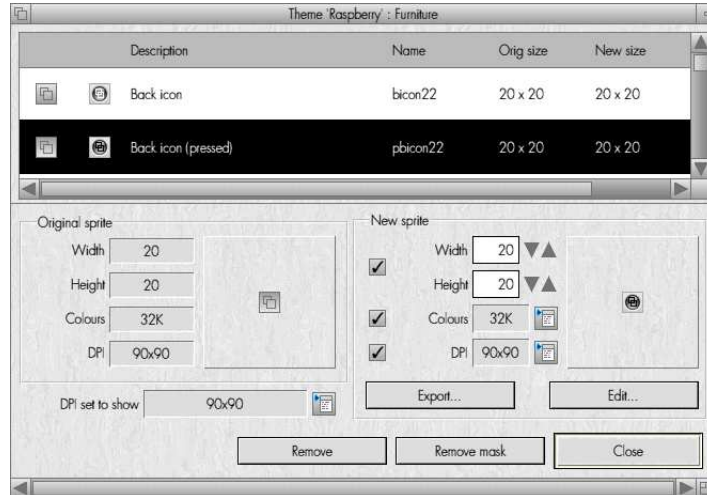 Theme 'Raspberry' : Furniture
Description Name Orig size New size
Back icon bicon22 20 x 20 20 x 20
Back icon (pressed) pbicon22 20 x 20 20 x 20
Original sprite
Width 20
Height 20
Colours 32K
DPI 90x90
DPI set to show 90x90
New sprite
Width 20
Height 20
Colours 32K
DPI 90x90
Export... Edit...
Remove Remove mask Close